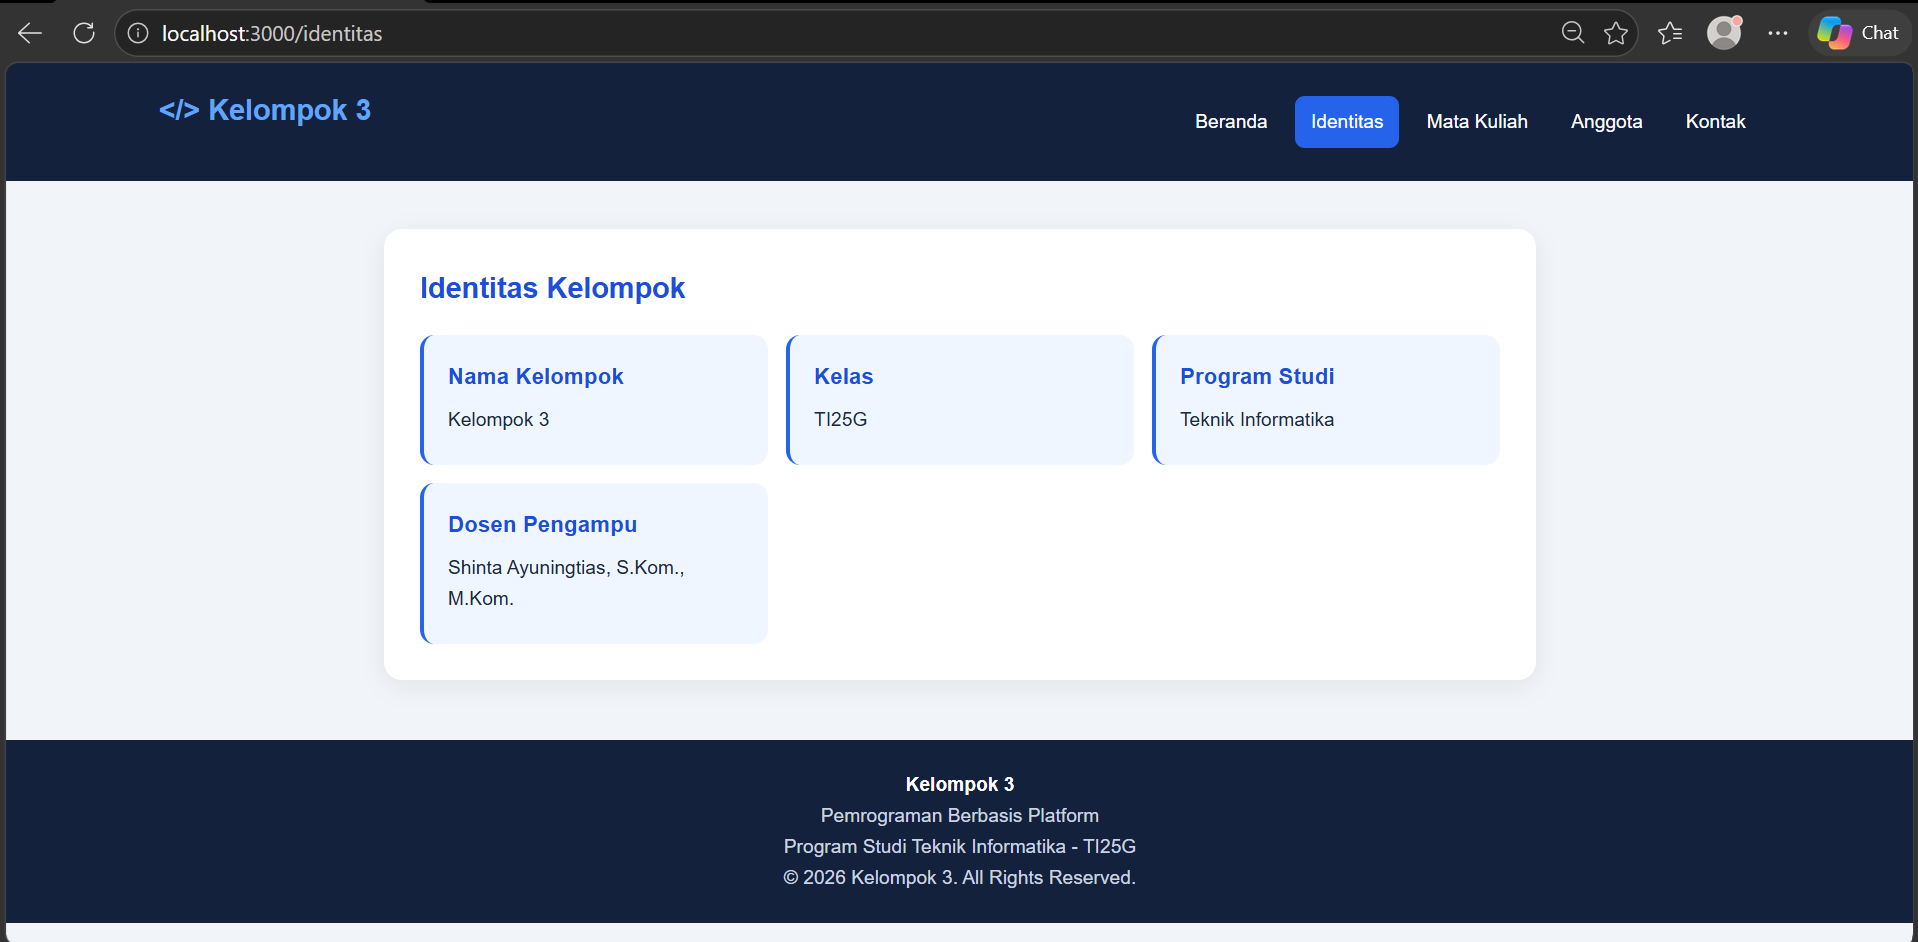 localhost:3000/identitas
Chat
</> Kelompok 3
Beranda
Identitas
Mata Kuliah
Anggota
Kontak
Identitas Kelompok
Nama Kelompok
Kelompok 3
Kelas
TI25G
Program Studi
Teknik Informatika
Dosen Pengampu
Shinta Ayuningtias, S.Kom.,
M.Kom.
Kelompok 3
Pemrograman Berbasis Platform
Program Studi Teknik Informatika - TI25G
© 2026 Kelompok 3. All Rights Reserved.